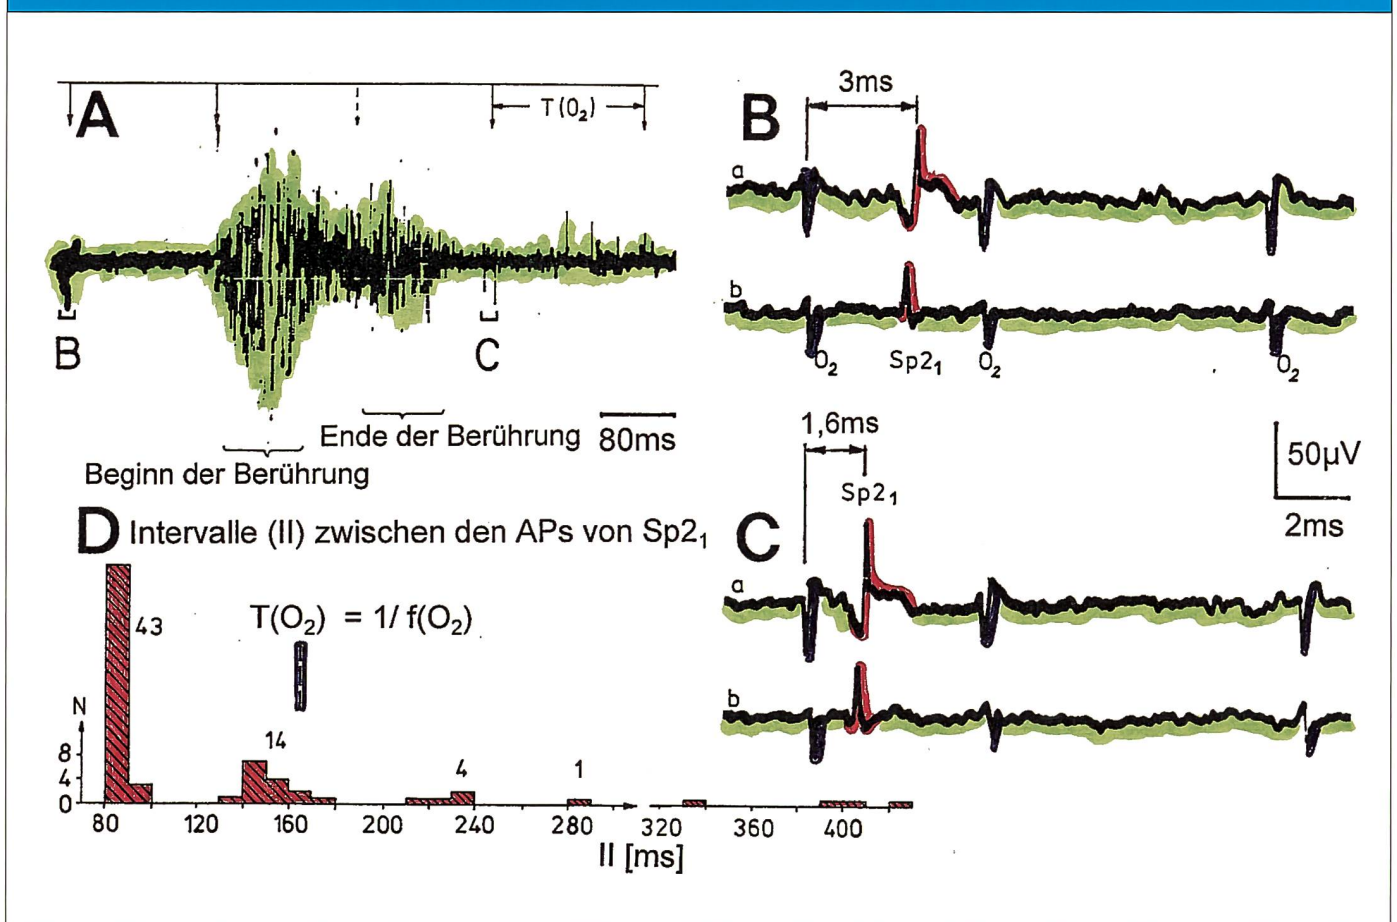 A
T(O₂)
B
C
Ende der Berührung
80ms
Beginn der Berührung
B
3ms
a
b
O₂
Sp2₁
O₂
O₂
1,6ms
Sp2₁
50µV
2ms
C
a
b
D Intervalle (II) zwischen den APs von Sp2₁
T(O₂) = 1/ f(O₂)
43
N
14
8
4
0
4
1
80 120 160 200 240 280 320 360 400
II [ms]